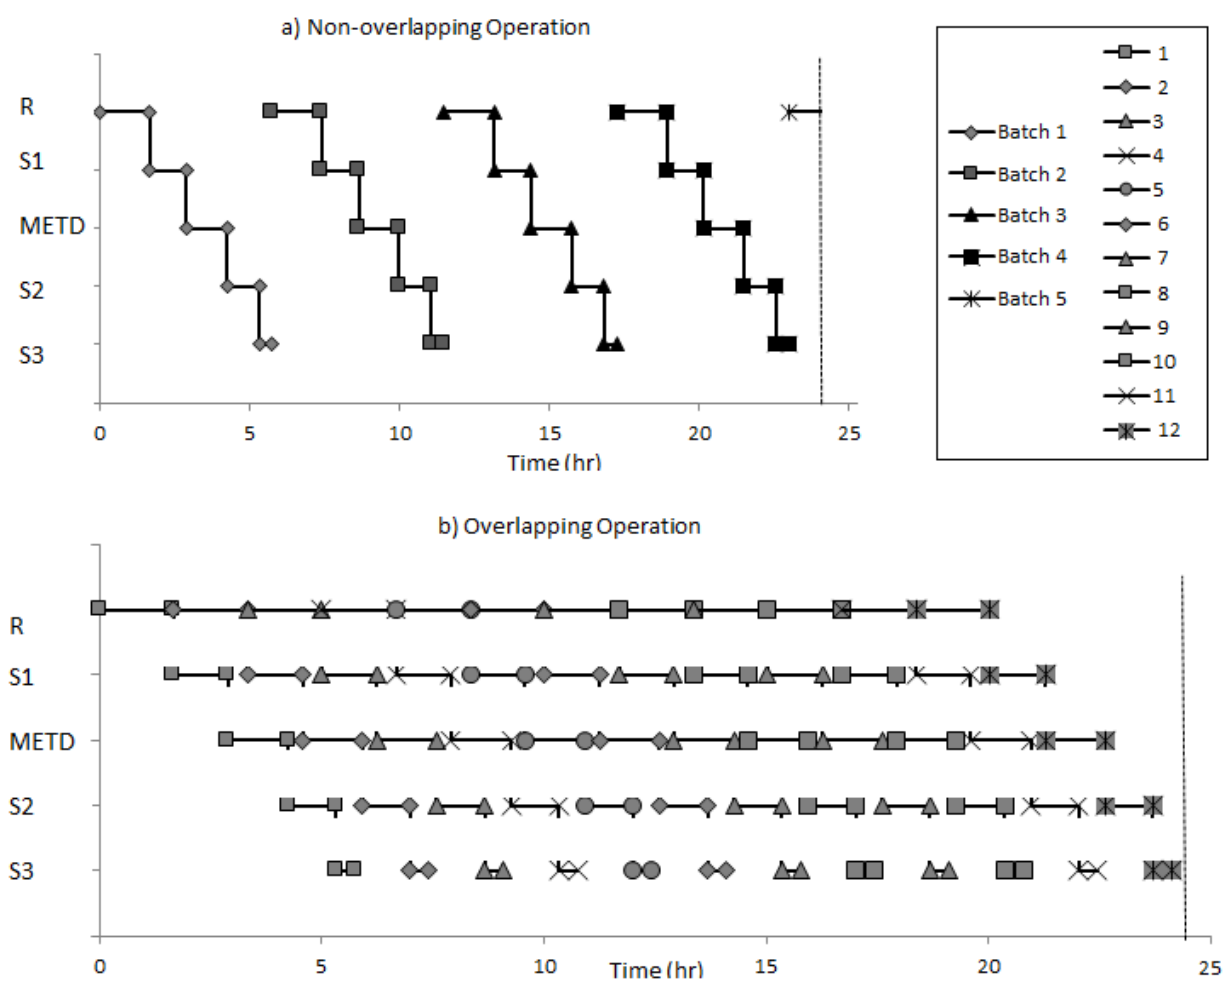 a) Non-overlapping Operation
R
S1
METD
S2
S3
0 5 10 15 20 25
Time (hr)
Batch 1
Batch 2
Batch 3
Batch 4
Batch 5
1
2
3
4
5
6
7
8
9
10
11
12
b) Overlapping Operation
R
S1
METD
S2
S3
0 5 10 15 20 25
Time (hr)